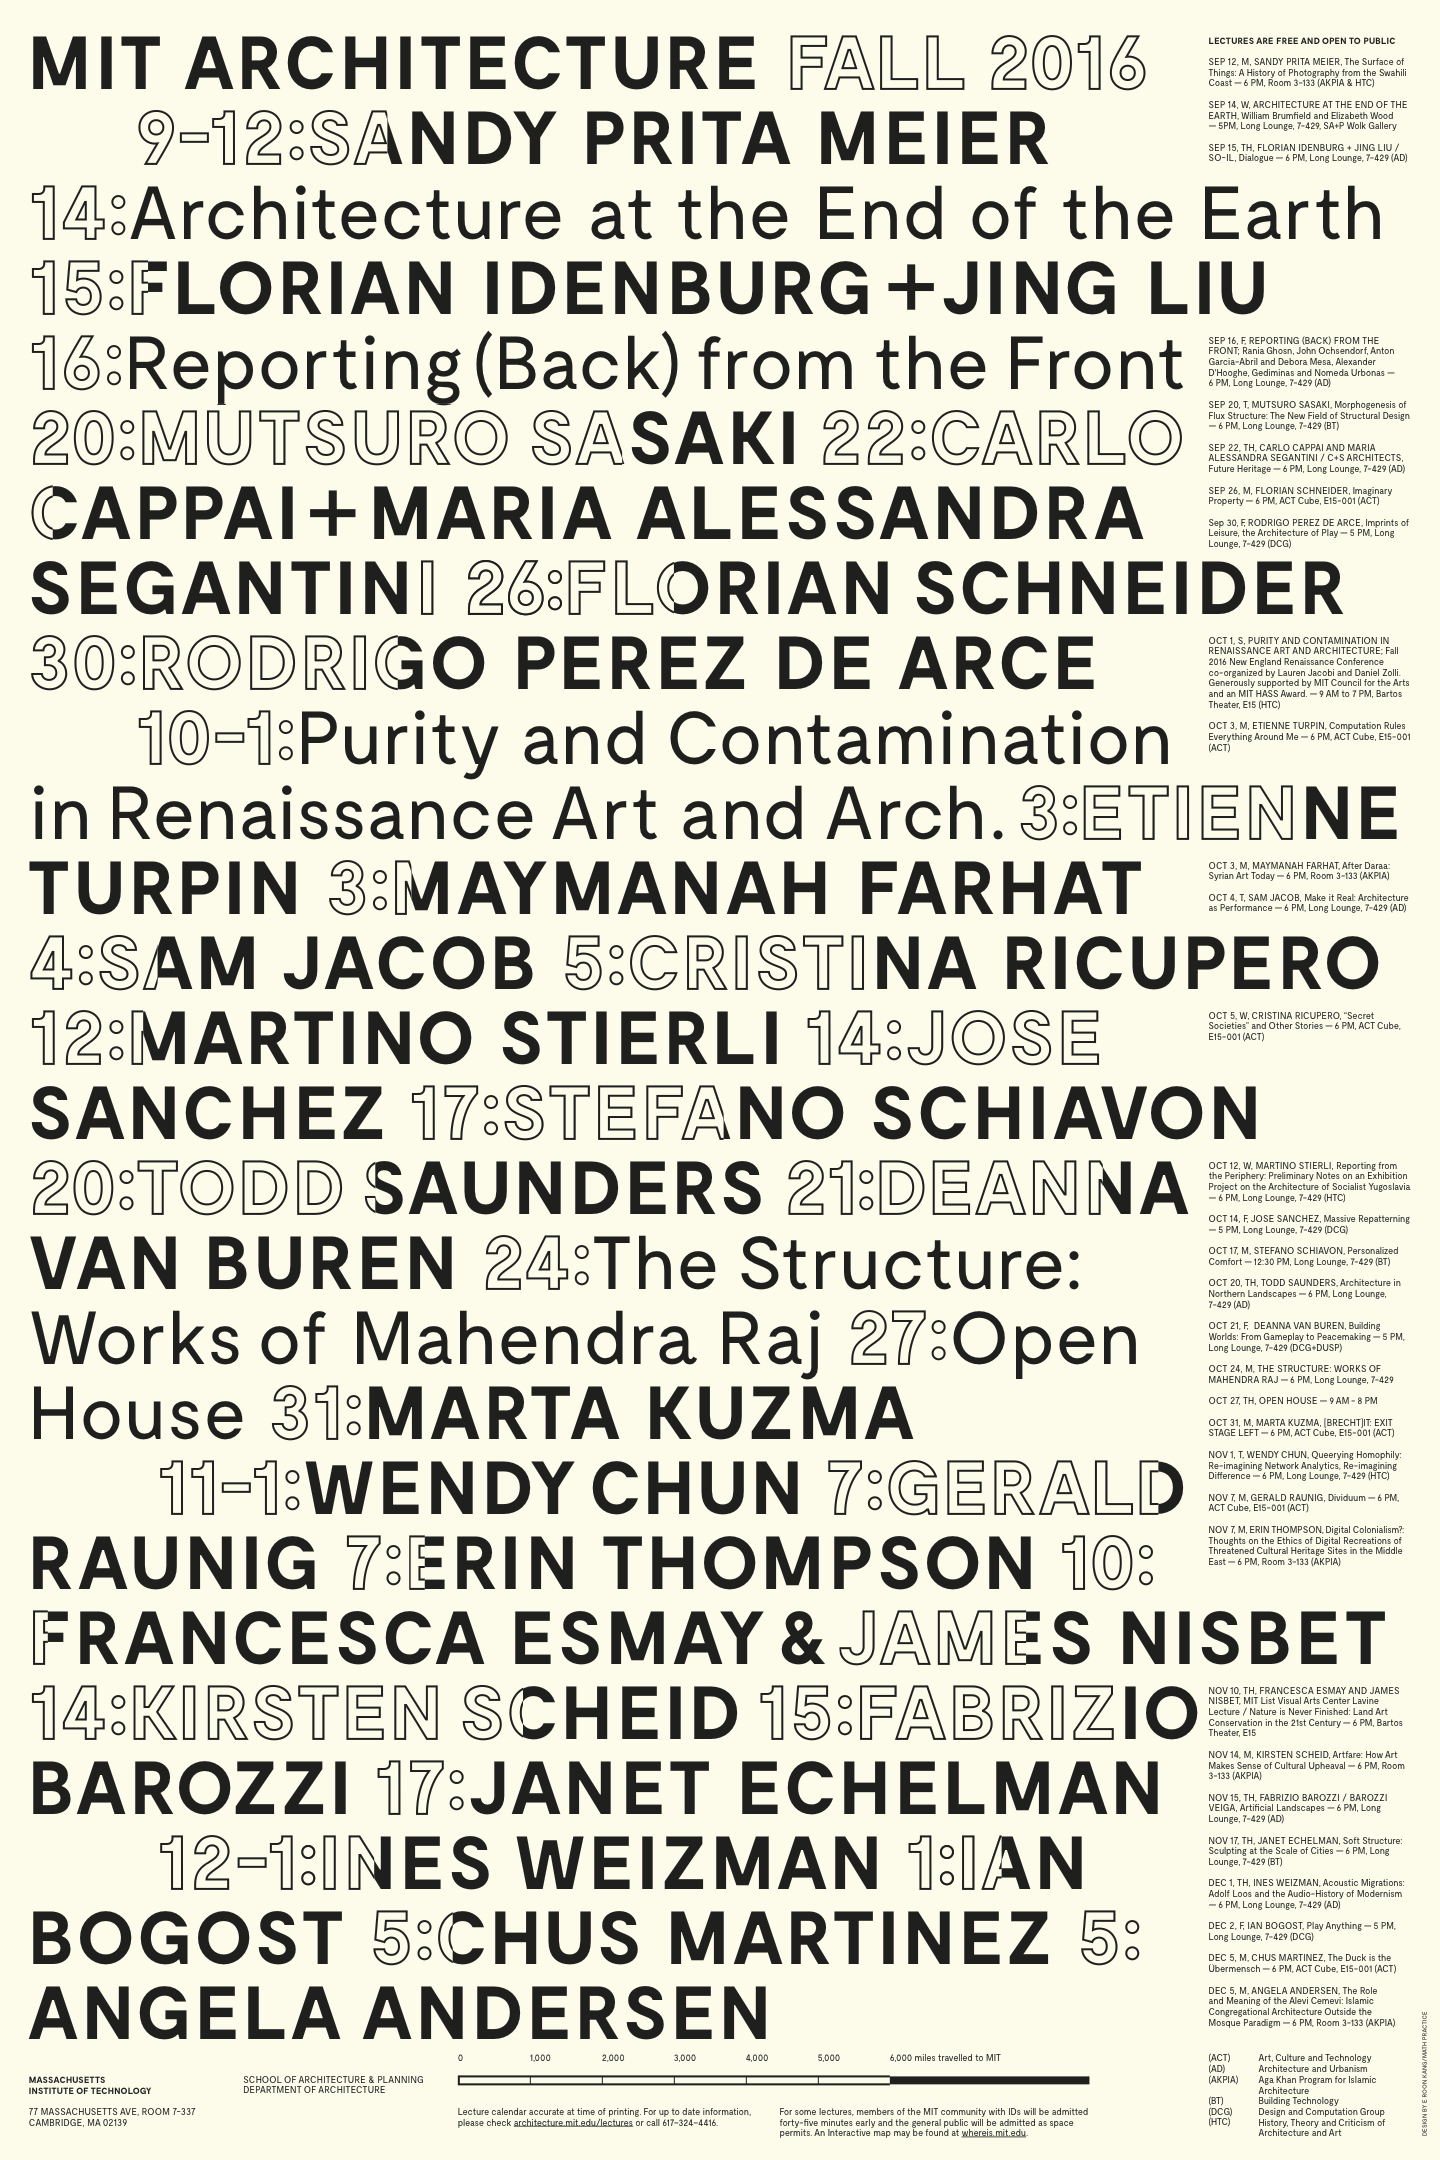 MIT ARCHITECTURE FALL 2016
9-12:SANDY PRITA MEIER
14:Architecture at the End of the Earth
15:FLORIAN IDENBURG+JING LIU
16:Reporting (Back) from the Front
20:MUTSURO SASAKI 22:CARLO
CAPPAI+MARIA ALESSANDRA
SEGANTINI 26:FLORIAN SCHNEIDER
30:RODRIGO PEREZ DE ARCE
10-1:Purity and Contamination
in Renaissance Art and Arch. 3:ETIENNE
TURPIN 3:MAYMANAH FARHAT
4:SAM JACOB 5:CRISTINA RICUPERO
12:MARTINO STIERLI 14:JOSE
SANCHEZ 17:STEFANO SCHIAVON
20:TODD SAUNDERS 21:DEANNA
VAN BUREN 24:The Structure:
Works of Mahendra Raj 27:Open
House 31:MARTA KUZMA
11-1:WENDY CHUN 7:GERALD
RAUNIG 7:ERIN THOMPSON 10:
FRANCESCA ESMAY & JAMES NISBET
14:KIRSTEN SCHEID 15:FABRIZIO
BAROZZI 17:JANET ECHELMAN
12-1:INES WEIZMAN 1:IAN
BOGOST 5:CHUS MARTINEZ 5:
ANGELA ANDERSEN
LECTURES ARE FREE AND OPEN TO PUBLIC
SEP 12, M, SANDY PRITA MEIER, The Surface of
Things: A History of Photography from the Swahili
Coast — 6 PM, Room 3-133 (AKPIA & HTC)
SEP 14, W, ARCHITECTURE AT THE END OF THE
EARTH, William Brumfield and Elizabeth Wood
— 5PM, Long Lounge, 7-429, SA+P Wolk Gallery
SEP 15, TH, FLORIAN IDENBURG + JING LIU /
SO-IL, Dialogue — 6 PM, Long Lounge, 7-429 (AD)
SEP 16, F, REPORTING (BACK) FROM THE
FRONT; Rania Ghosn, John Ochsendorf, Anton
Garcia-Abril and Debora Mesa, Alexander
D'Hooghe, Gediminas and Nomeda Urbonas —
6 PM, Long Lounge, 7-429 (AD)
SEP 20, T, MUTSURO SASAKI, Morphogenesis of
Flux Structure: The New Field of Structural Design
— 6 PM, Long Lounge, 7-429 (BT)
SEP 22, TH, CARLO CAPPAI AND MARIA
ALESSANDRA SEGANTINI / C+S ARCHITECTS,
Future Heritage — 6 PM, Long Lounge, 7-429 (AD)
SEP 26, M, FLORIAN SCHNEIDER, Imaginary
Property — 6 PM, ACT Cube, E15-001 (ACT)
Sep 30, F, RODRIGO PEREZ DE ARCE, Imprints of
Leisure, the Architecture of Play — 5 PM, Long
Lounge, 7-429 (DCG)
OCT 1, S, PURITY AND CONTAMINATION IN
RENAISSANCE ART AND ARCHITECTURE; Fall
2016 New England Renaissance Conference
co-organized by Lauren Jacobi and Daniel Zolli.
Generously supported by MIT Council for the Arts
and an MIT HASS Award. — 9 AM to 7 PM, Bartos
Theater, E15 (HTC)
OCT 3, M, ETIENNE TURPIN, Computation Rules
Everything Around Me — 6 PM, ACT Cube, E15-001
(ACT)
OCT 3, M, MAYMANAH FARHAT, After Daraa:
Syrian Art Today — 6 PM, Room 3-133 (AKPIA)
OCT 4, T, SAM JACOB, Make it Real: Architecture
as Performance — 6 PM, Long Lounge, 7-429 (AD)
OCT 5, W, CRISTINA RICUPERO, "Secret
Societies" and Other Stories — 6 PM, ACT Cube,
E15-001 (ACT)
OCT 12, W, MARTINO STIERLI, Reporting from
the Periphery: Preliminary Notes on an Exhibition
Project on the Architecture of Socialist Yugoslavia
— 6 PM, Long Lounge, 7-429 (HTC)
OCT 14, F, JOSE SANCHEZ, Massive Repatterning
— 5 PM, Long Lounge, 7-429 (DCG)
OCT 17, M, STEFANO SCHIAVON, Personalized
Comfort — 12:30 PM, Long Lounge, 7-429 (BT)
OCT 20, TH, TODD SAUNDERS, Architecture in
Northern Landscapes — 6 PM, Long Lounge,
7-429 (AD)
OCT 21, F, DEANNA VAN BUREN, Building
Worlds: From Gameplay to Peacemaking — 5 PM,
Long Lounge, 7-429 (DCG+DUSP)
OCT 24, M, THE STRUCTURE: WORKS OF
MAHENDRA RAJ — 6 PM, Long Lounge, 7-429
OCT 27, TH, OPEN HOUSE — 9 AM - 8 PM
OCT 31, M, MARTA KUZMA, [BRECHT]IT: EXIT
STAGE LEFT — 6 PM, ACT Cube, E15-001 (ACT)
NOV 1, T, WENDY CHUN, Queerying Homophily:
Re-imagining Network Analytics, Re-imagining
Difference — 6 PM, Long Lounge, 7-429 (HTC)
NOV 7, M, GERALD RAUNIG, Dividuum — 6 PM,
ACT Cube, E15-001 (ACT)
NOV 7, M, ERIN THOMPSON, Digital Colonialism?:
Thoughts on the Ethics of Digital Recreations of
Threatened Cultural Heritage Sites in the Middle
East — 6 PM, Room 3-133 (AKPIA)
NOV 10, TH, FRANCESCA ESMAY AND JAMES
NISBET, MIT List Visual Arts Center Lavine
Lecture / Nature is Never Finished: Land Art
Conservation in the 21st Century — 6 PM, Bartos
Theater, E15
NOV 14, M, KIRSTEN SCHEID, Artfare: How Art
Makes Sense of Cultural Upheaval — 6 PM, Room
3-133 (AKPIA)
NOV 15, TH, FABRIZIO BAROZZI / BAROZZI
VEIGA, Artificial Landscapes — 6 PM, Long
Lounge, 7-429 (AD)
NOV 17, TH, JANET ECHELMAN, Soft Structure:
Sculpting at the Scale of Cities — 6 PM, Long
Lounge, 7-429 (BT)
DEC 1, TH, INES WEIZMAN, Acoustic Migrations:
Adolf Loos and the Audio-History of Modernism
— 6 PM, Long Lounge, 7-429 (AD)
DEC 2, F, IAN BOGOST, Play Anything — 5 PM,
Long Lounge, 7-429 (DCG)
DEC 5, M, CHUS MARTINEZ, The Duck is the
Übermensch — 6 PM, ACT Cube, E15-001 (ACT)
DEC 5, M, ANGELA ANDERSEN, The Role
and Meaning of the Alevi Cemevi: Islamic
Congregational Architecture Outside the
Mosque Paradigm — 6 PM, Room 3-133 (AKPIA)
MASSACHUSETTS
INSTITUTE OF TECHNOLOGY
77 MASSACHUSETTS AVE, ROOM 7-337
CAMBRIDGE, MA 02139
SCHOOL OF ARCHITECTURE & PLANNING
DEPARTMENT OF ARCHITECTURE
0 1,000 2,000 3,000 4,000 5,000 6,000 miles travelled to MIT
Lecture calendar accurate at time of printing. For up to date information,
please check architecture.mit.edu/lectures or call 617-324-4416.
For some lectures, members of the MIT community with IDs will be admitted
forty-five minutes early and the general public will be admitted as space
permits. An Interactive map may be found at whereis.mit.edu.
(ACT) Art, Culture and Technology
(AD) Architecture and Urbanism
(AKPIA) Aga Khan Program for Islamic
Architecture
(BT) Building Technology
(DCG) Design and Computation Group
(HTC) History, Theory and Criticism of
Architecture and Art
DESIGN BY E ROON KANG/MATH PRACTICE